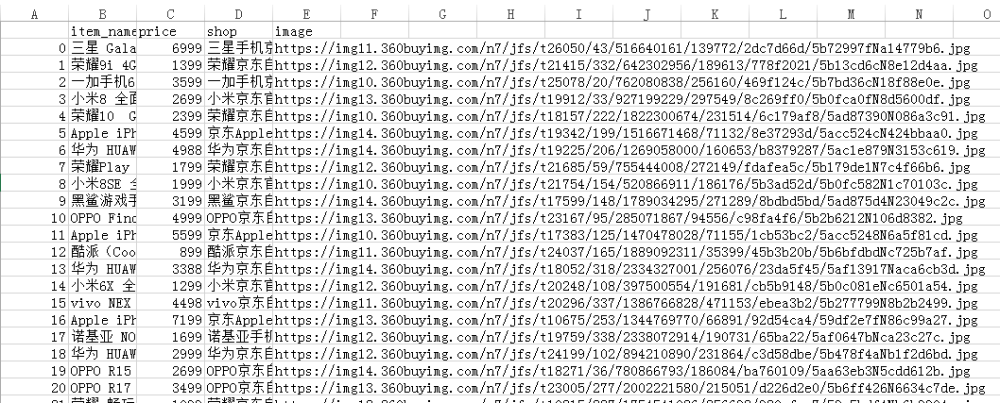 A B C D E F G H I J K L M N O
item_name price shop image
0 三星 Gala 6999 三星手机京 https://img11.360buyimg.com/n7/jfs/t26050/43/516640161/139772/2dc7d66d/5b72997fNa14779b6.jpg
1 荣耀9i 4G 1399 荣耀京东自 https://img12.360buyimg.com/n7/jfs/t21415/332/642302956/189613/778f2021/5b13cd6cN8e12d4aa.jpg
2 一加手机6 3599 一加手机京 https://img10.360buyimg.com/n7/jfs/t25078/20/762080838/256160/469f124c/5b7bd36cN18f88e0e.jpg
3 小米8 全面 2699 小米京东官 https://img10.360buyimg.com/n7/jfs/t19912/33/927199229/297549/8c269ff0/5b0fca0fN8d5600df.jpg
4 荣耀10 G 2399 荣耀京东自 https://img10.360buyimg.com/n7/jfs/t18157/222/1822300674/231514/6c179af8/5ad87390N086a3c91.jpg
5 Apple iPh 4599 京东Apple https://img14.360buyimg.com/n7/jfs/t19342/199/1516671468/71132/8e37293d/5acc524cN424bbaa0.jpg
6 华为 HUAW 4988 华为京东自 https://img14.360buyimg.com/n7/jfs/t19225/206/1269058000/160653/b8379287/5ac1e879N3153c619.jpg
7 荣耀Play 1799 荣耀京东自 https://img12.360buyimg.com/n7/jfs/t21685/59/755444008/272149/fdafea5c/5b179de1N7c4f66b6.jpg
8 小米8SE 全 1999 小米京东官 https://img10.360buyimg.com/n7/jfs/t21754/154/520866911/186176/5b3ad52d/5b0fc582N1c70103c.jpg
9 黑鲨游戏手 3199 黑鲨京东自 https://img14.360buyimg.com/n7/jfs/t17599/148/1789034295/271289/8bdbd5bd/5ad875d4N23049c2c.jpg
10 OPPO Find 4999 OPPO京东自 https://img13.360buyimg.com/n7/jfs/t23167/95/285071867/94556/c98fa4f6/5b2b6212N106d8382.jpg
11 Apple iPh 5599 京东Apple https://img10.360buyimg.com/n7/jfs/t17383/125/1470478028/71155/1cb53bc2/5acc5248N6a5f81cd.jpg
12 酷派（Coo 899 酷派京东自 https://img11.360buyimg.com/n7/jfs/t24037/165/1889092311/35399/45b3b20b/5b6bfdbdNc725b7af.jpg
13 华为 HUAW 3388 华为京东自 https://img14.360buyimg.com/n7/jfs/t18052/318/2334327001/256076/23da5f45/5af13917Naca6cb3d.jpg
14 小米6X 全 1299 小米京东官 https://img12.360buyimg.com/n7/jfs/t20248/108/397500554/191681/cb5b9148/5b0c081eNc6501a54.jpg
15 vivo NEX 4498 vivo京东自 https://img11.360buyimg.com/n7/jfs/t20296/337/1386766828/471153/ebea3b2/5b277799N8b2b2499.jpg
16 Apple iPh 7199 京东Apple https://img13.360buyimg.com/n7/jfs/t10675/253/1344769770/66891/92d54ca4/59df2e7fN86c99a27.jpg
17 诺基亚 NO 1699 诺基亚手机 https://img12.360buyimg.com/n7/jfs/t19759/338/2338072914/190731/65ba22/5af0647bNca23c27c.jpg
18 华为 HUAW 2999 华为京东自 https://img12.360buyimg.com/n7/jfs/t24199/102/894210890/231864/c3d58dbe/5b478f4aNb1f2d6bd.jpg
19 OPPO R15 2699 OPPO京东自 https://img14.360buyimg.com/n7/jfs/t18271/36/780866793/186084/ba760109/5aa63eb3N5cdd612b.jpg
20 OPPO R17 3499 OPPO京东自 https://img13.360buyimg.com/n7/jfs/t23005/277/2002221580/215051/d226d2e0/5b6ff426N6634c7de.jpg